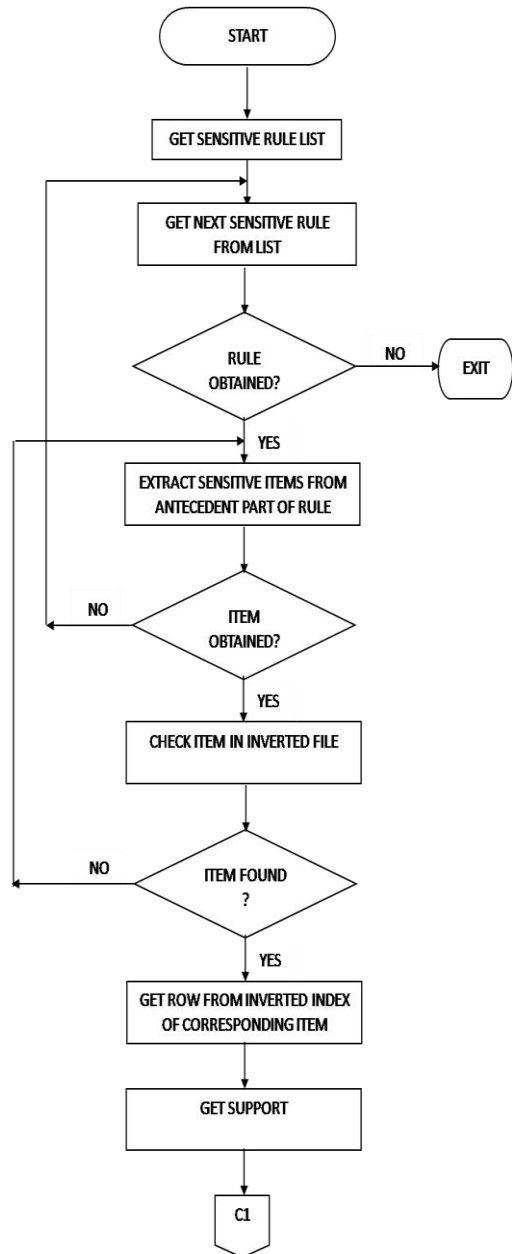 START
GET SENSITIVE RULE LIST
GET NEXT SENSITIVE RULE
FROM LIST
RULE
OBTAINED?
NO
EXIT
YES
EXTRACT SENSITIVE ITEMS FROM
ANTECEDENT PART OF RULE
NO
ITEM
OBTAINED?
YES
CHECK ITEM IN INVERTED FILE
NO
ITEM FOUND
?
YES
GET ROW FROM INVERTED INDEX
OF CORRESPONDING ITEM
GET SUPPORT
C1